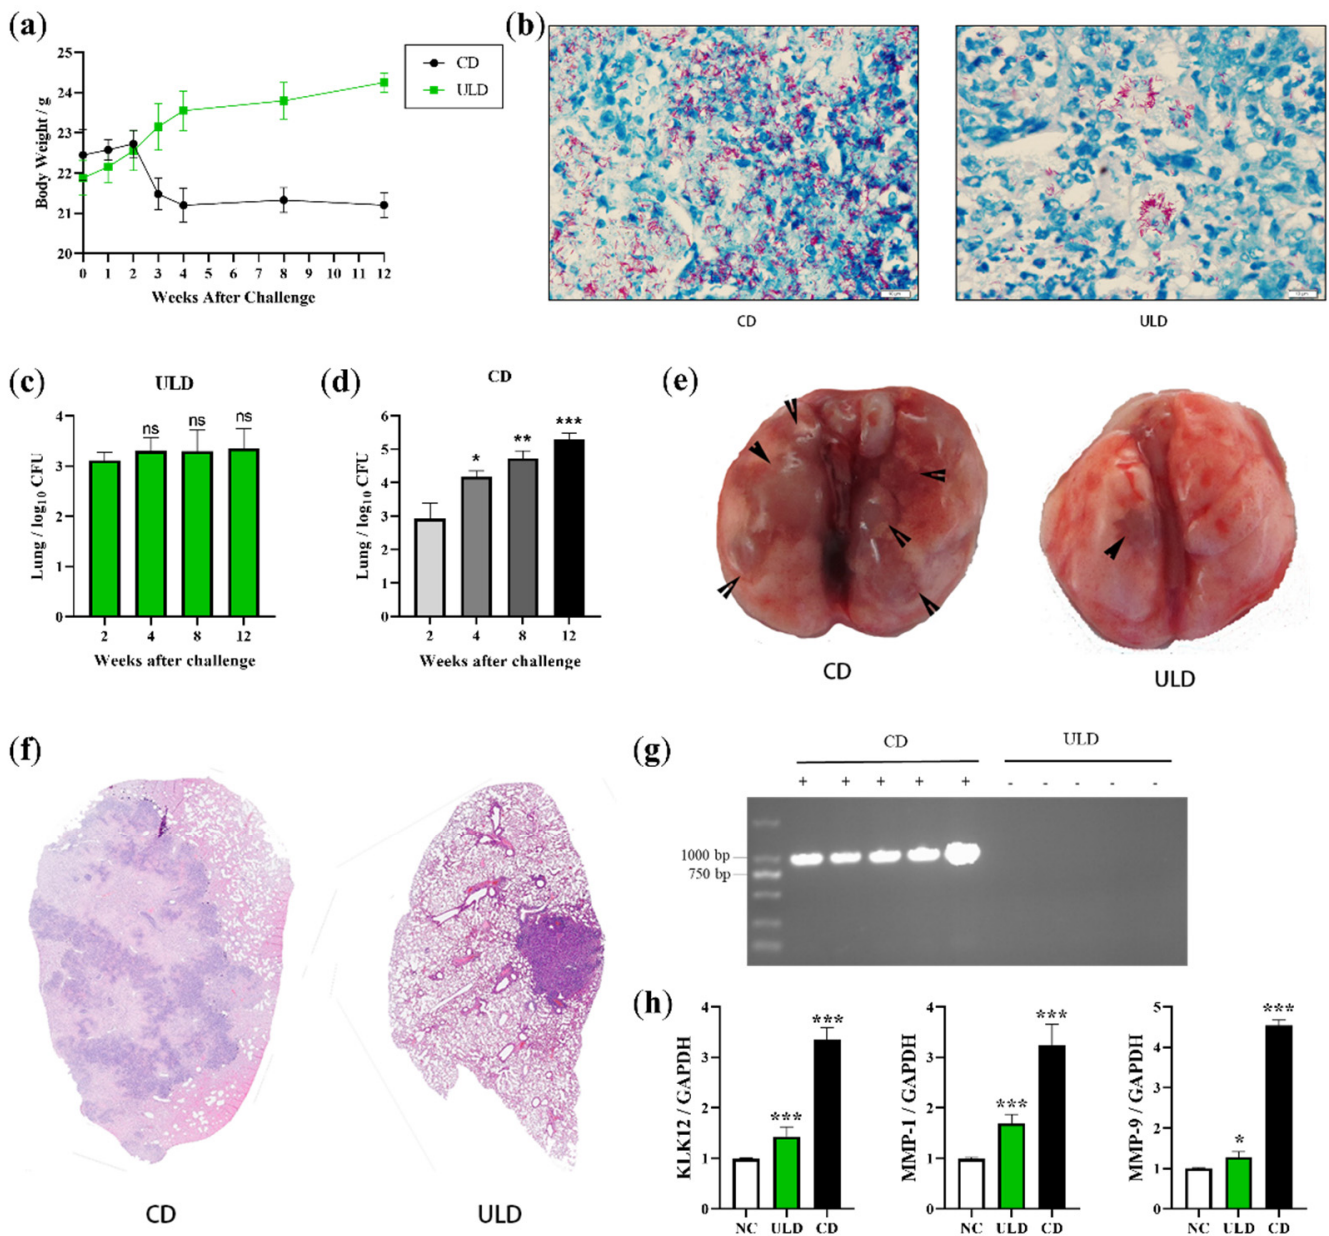 (a)
25
24
23
22
21
20
Body Weight / g
0 1 2 3 4 5 6 7 8 9 10 11 12
Weeks After Challenge
CD
ULD
(b)
CD
ULD
(c)
ULD
4
3
2
1
0
Lung / log10 CFU
ns
ns
ns
2 4 8 12
Weeks after challenge
(d)
CD
6
5
4
3
2
1
0
Lung / log10 CFU
*
**
***
2 4 8 12
Weeks after challenge
(e)
CD
ULD
(f)
CD
ULD
(g)
CD
ULD
+ + + + + - - - - -
1000 bp
750 bp
(h)
4
3
2
1
0
KLK12 / GAPDH
***
***
NC ULD CD
4
3
2
1
0
MMP-1 / GAPDH
***
***
NC ULD CD
5
4
3
2
1
0
MMP-9 / GAPDH
*
***
NC ULD CD